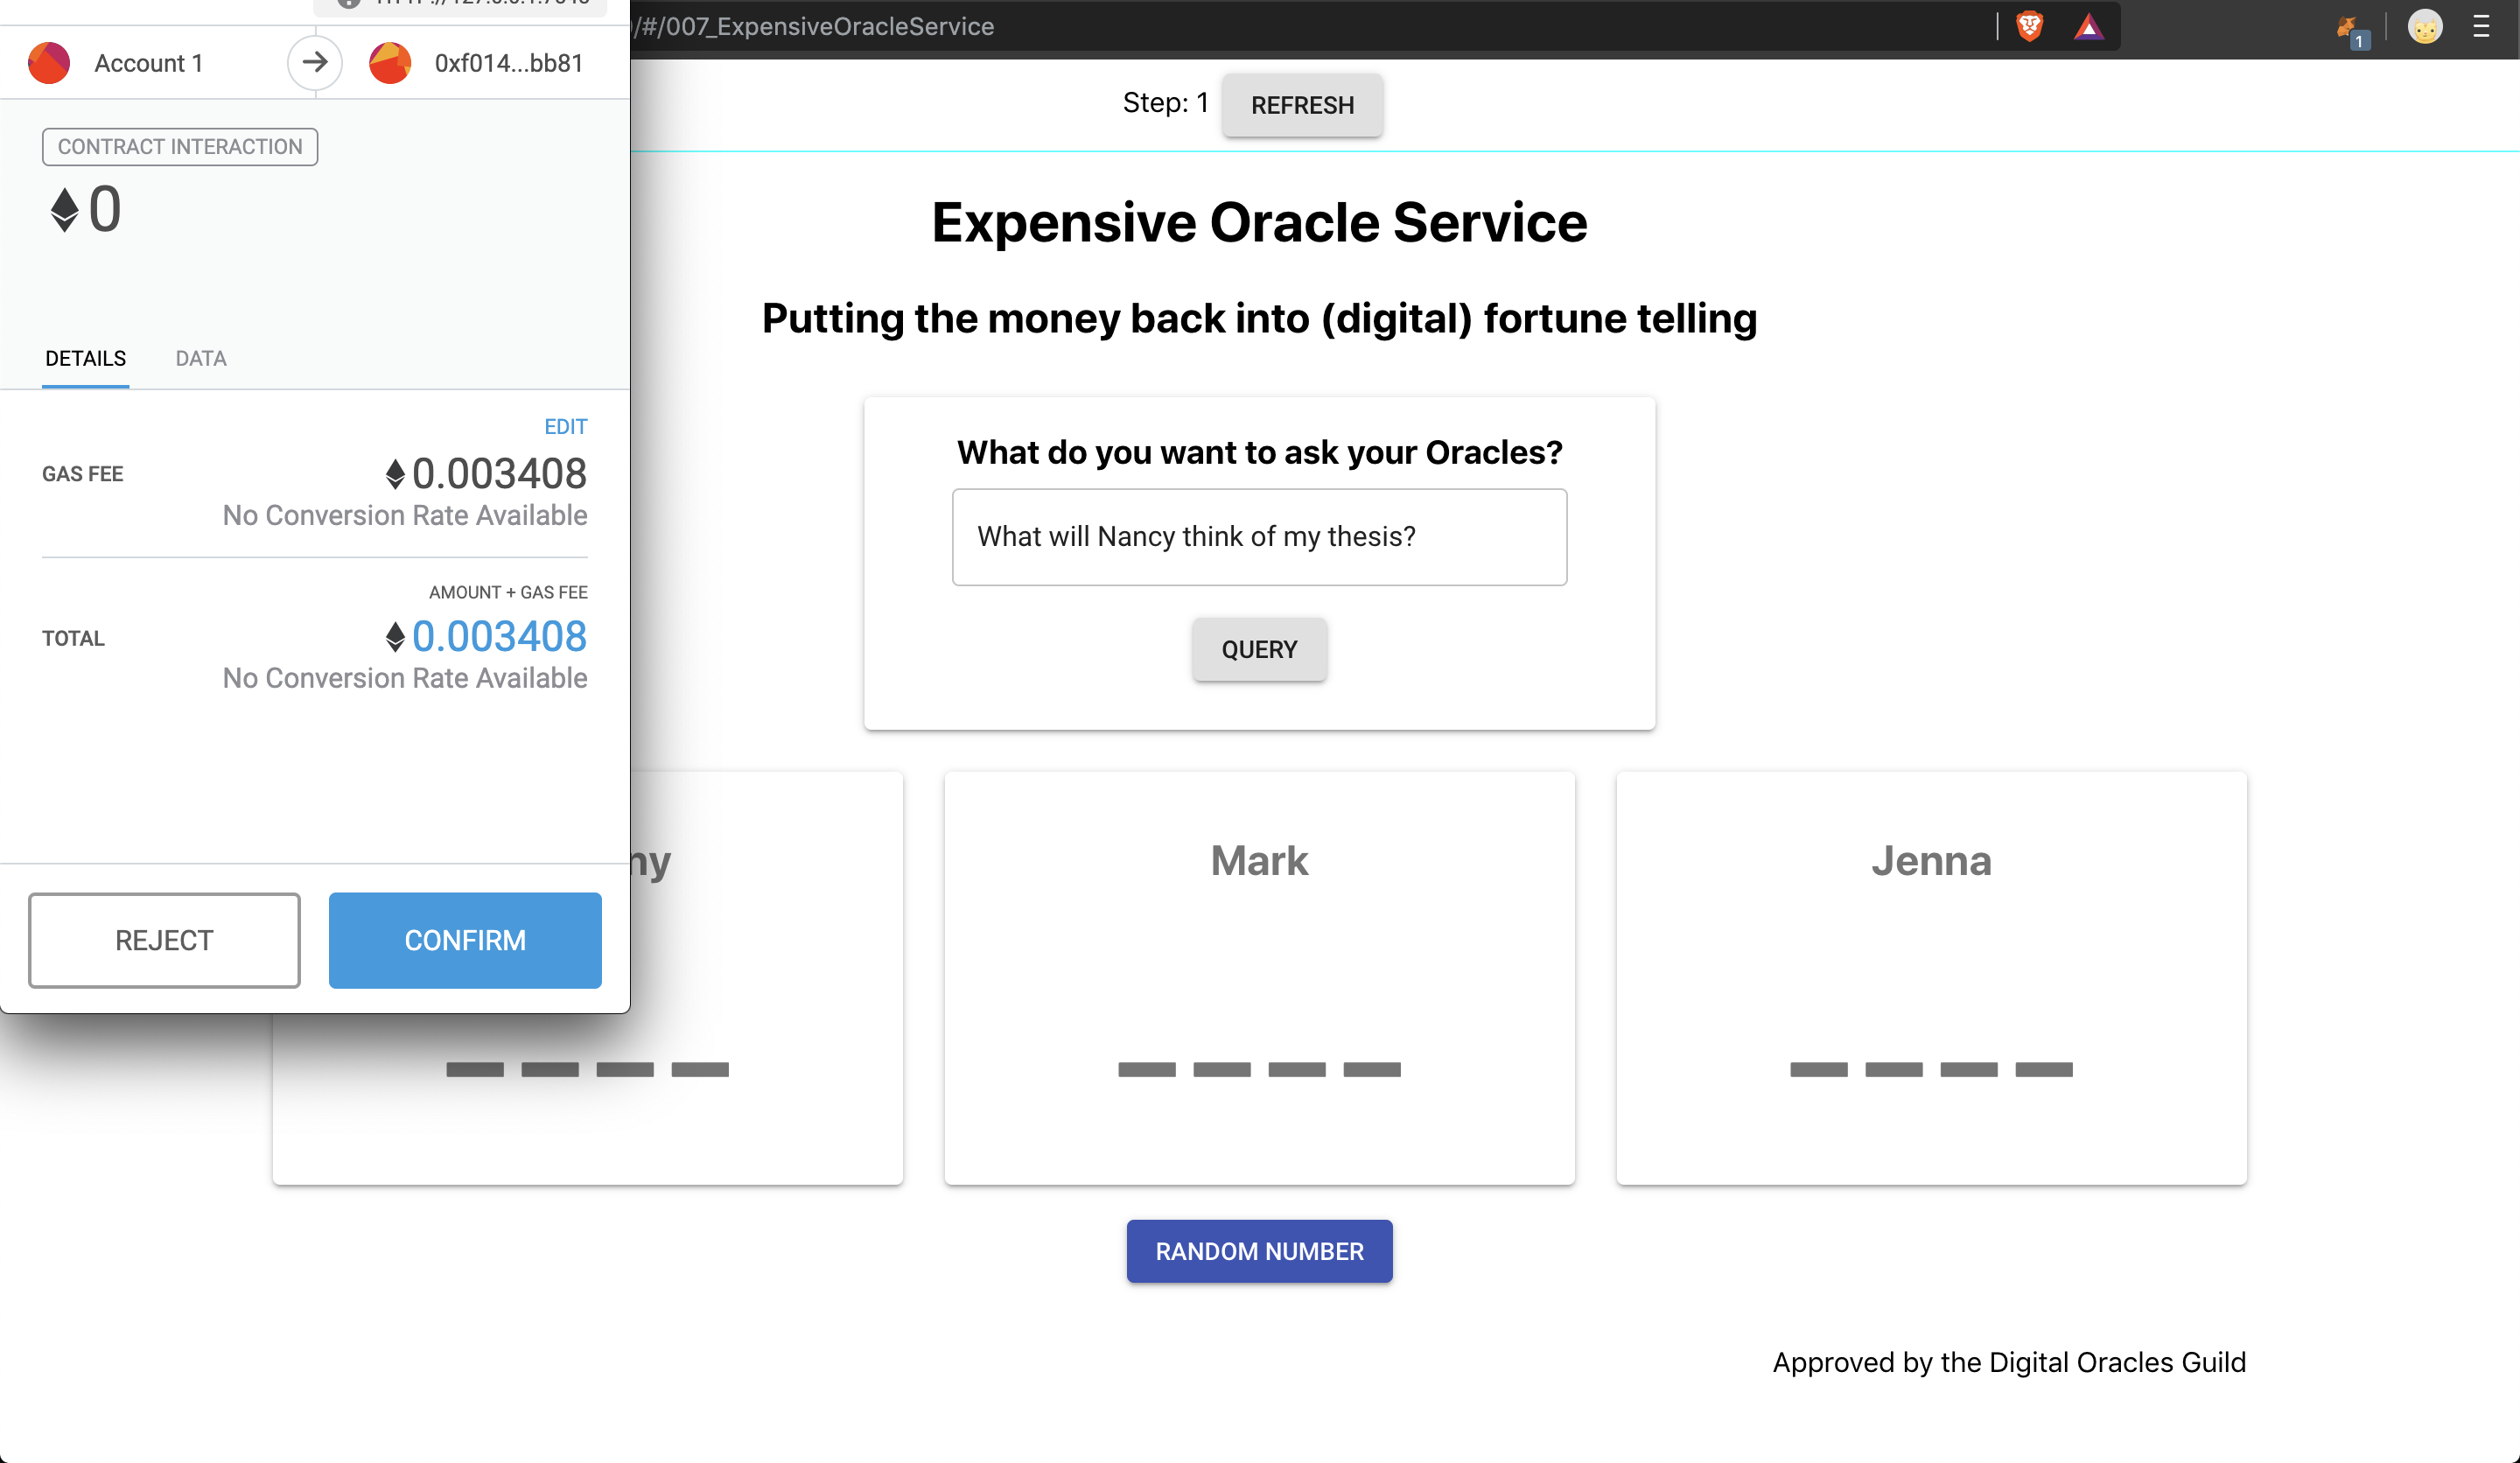 /#/007_ExpensiveOracleService
1
Account 1
0xf014...bb81
CONTRACT INTERACTION
0
DETAILS
DATA
EDIT
GAS FEE
0.003408
No Conversion Rate Available
AMOUNT + GAS FEE
TOTAL
0.003408
No Conversion Rate Available
REJECT
CONFIRM
Step: 1
REFRESH
Expensive Oracle Service
Putting the money back into (digital) fortune telling
What do you want to ask your Oracles?
What will Nancy think of my thesis?
QUERY
Mark
Jenna
RANDOM NUMBER
Approved by the Digital Oracles Guild